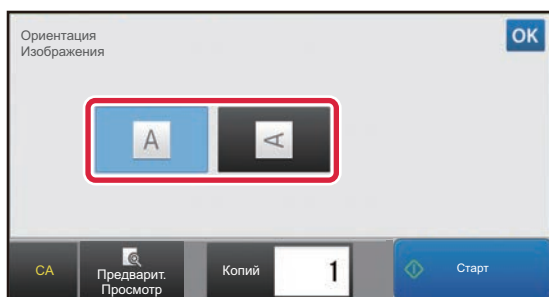 Ориентация
Изображения
OK
A
A
CA
Предварит.
Просмотр
Копий
1
Старт